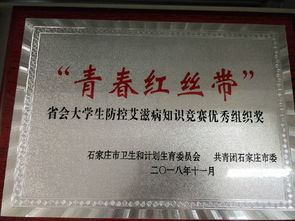 “青春红丝带”
省会大学生防控艾滋病知识竞赛优秀组织奖
石家庄市卫生和计划生育委员会 共青团石家庄市委
二〇一八年十一月